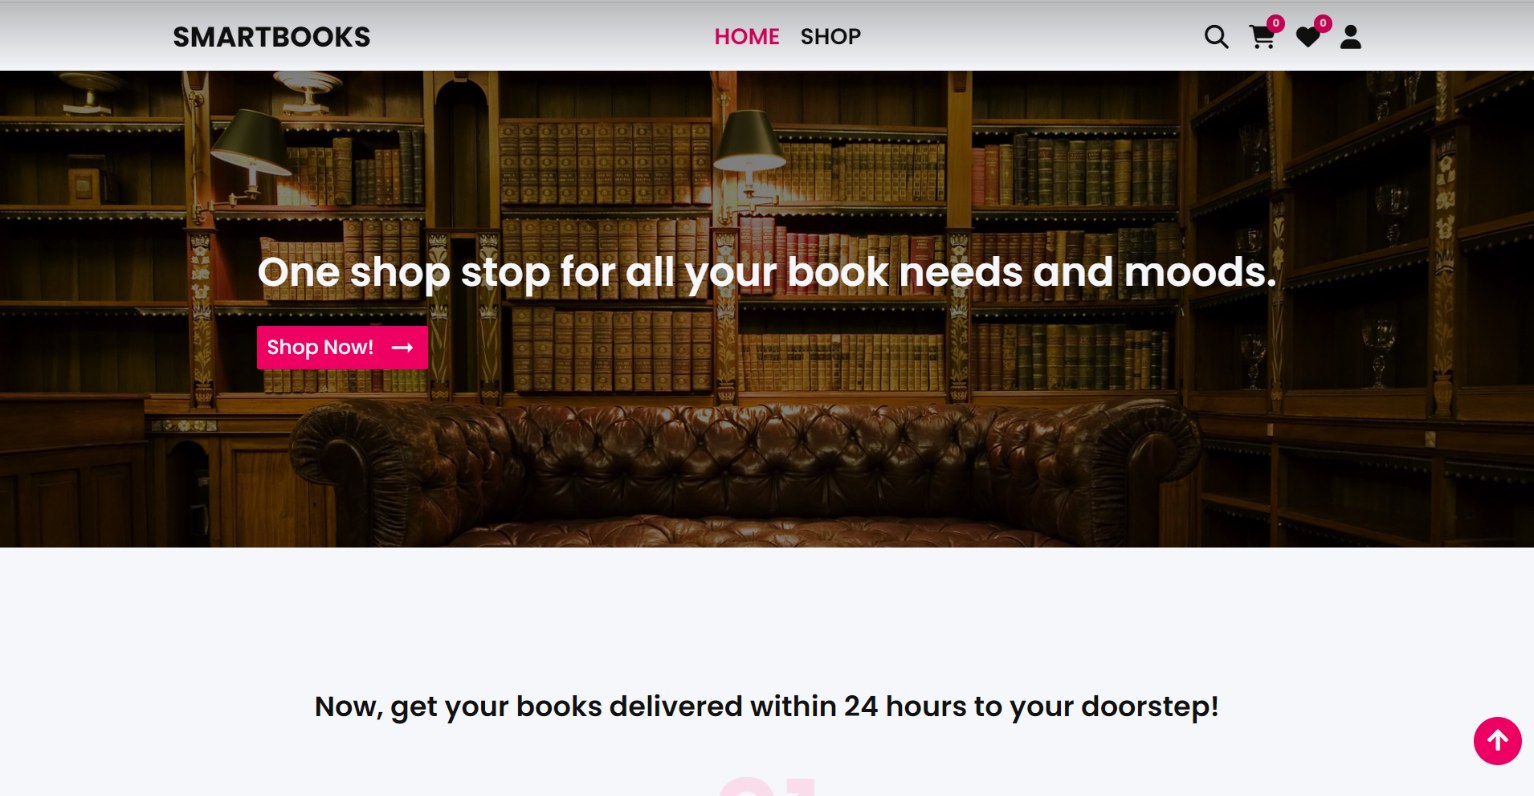 SMARTBOOKS
HOME SHOP
0 0
One shop stop for all your book needs and moods.
Shop Now!
Now, get your books delivered within 24 hours to your doorstep!